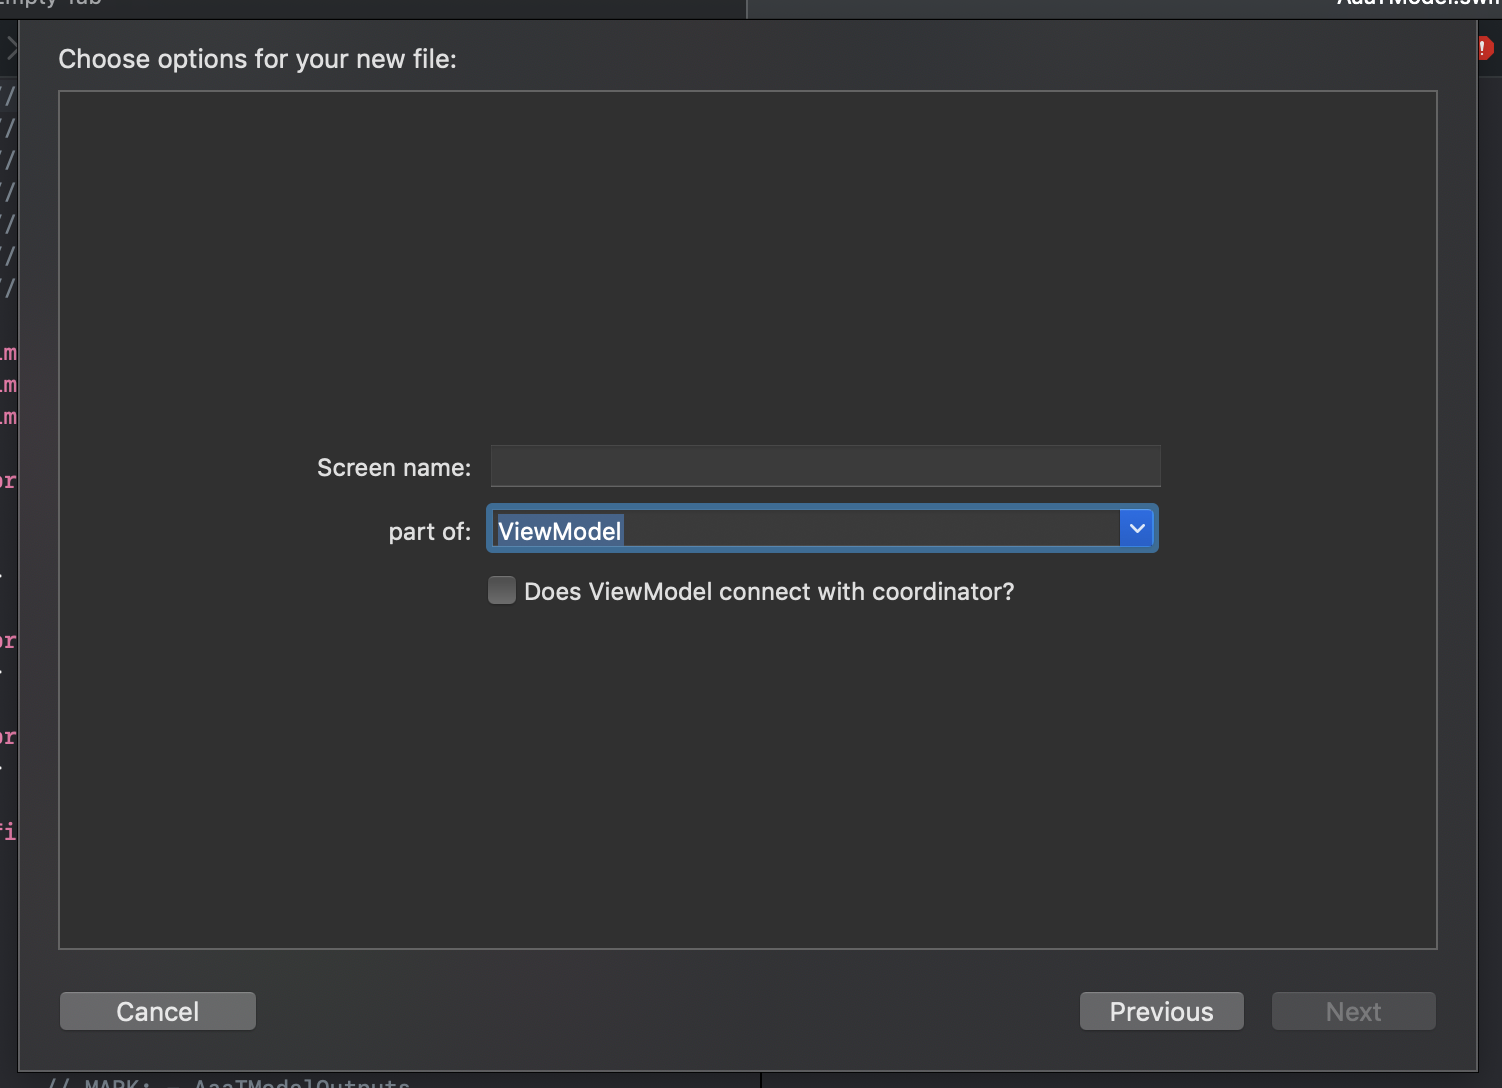 Choose options for your new file:
//
//
//
//
//
//
//
Screen name:
part of: ViewModel
Does ViewModel connect with coordinator?
Cancel
Previous
Next